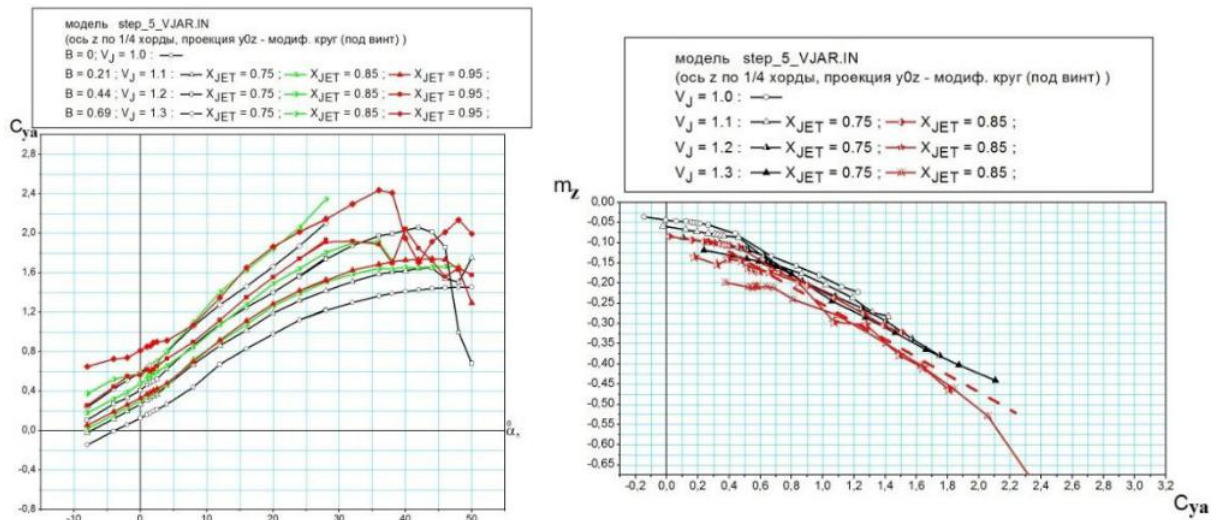 модель step_5_VJAR.IN
(ось z по 1/4 хорды, проекция y0z - модиф. круг (под винт) )
B = 0; VJ = 1.0 :
B = 0.21 ; VJ = 1.1 : XJET = 0.75 ; XJET = 0.85 ; XJET = 0.95 ;
B = 0.44 ; VJ = 1.2 : XJET = 0.75 ; XJET = 0.85 ; XJET = 0.95 ;
B = 0.69 ; VJ = 1.3 : XJET = 0.75 ; XJET = 0.85 ; XJET = 0.95 ;
Cya
2,8
2,4
2,0
1,6
1,2
0,8
0,4
0,0
-0,4
-0,8
α,
-10 0 10 20 30 40 50
модель step_5_VJAR.IN
(ось z по 1/4 хорды, проекция y0z - модиф. круг (под винт) )
VJ = 1.0 :
VJ = 1.1 : XJET = 0.75 ; XJET = 0.85 ;
VJ = 1.2 : XJET = 0.75 ; XJET = 0.85 ;
VJ = 1.3 : XJET = 0.75 ; XJET = 0.85 ;
mz
0,00
-0,05
-0,10
-0,15
-0,20
-0,25
-0,30
-0,35
-0,40
-0,45
-0,50
-0,55
-0,60
-0,65
-0,2 0,0 0,2 0,4 0,6 0,8 1,0 1,2 1,4 1,6 1,8 2,0 2,2 2,4 2,6 2,8 3,0 3,2
Cya